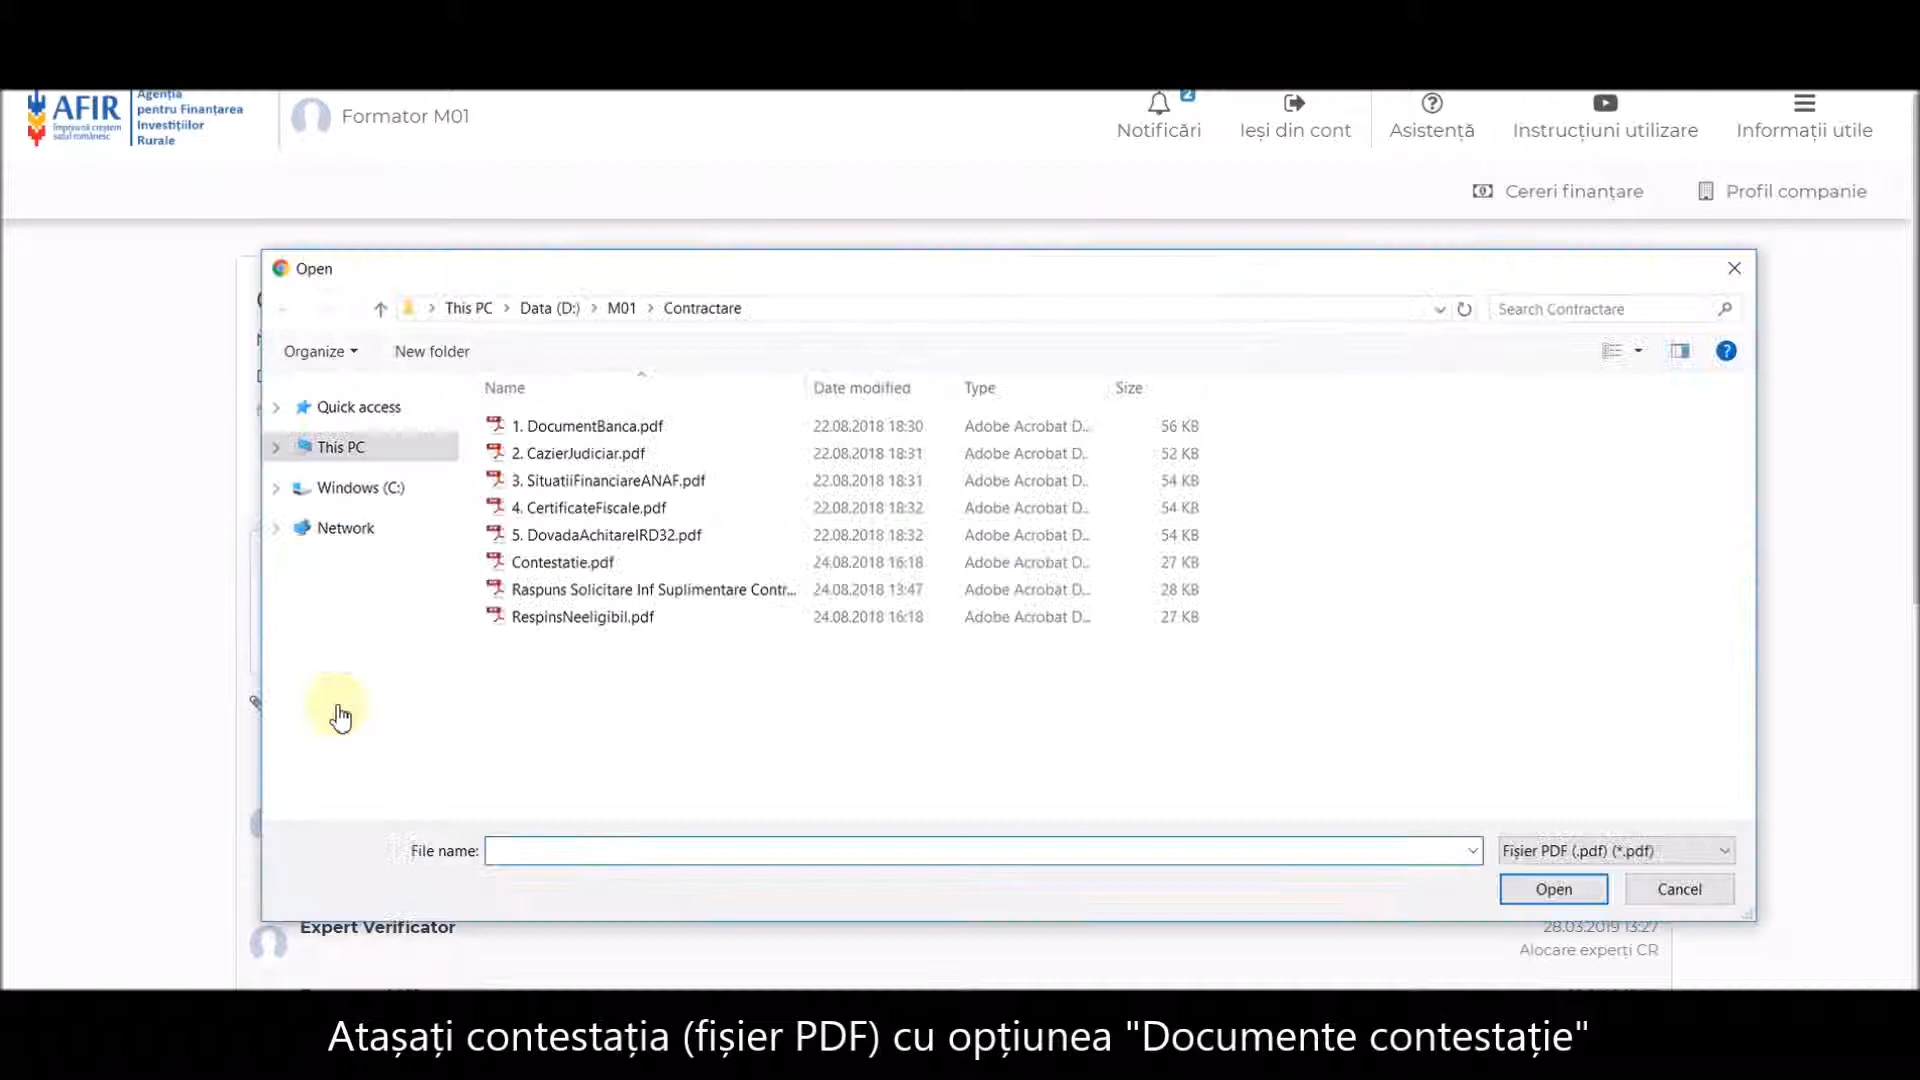 AFIR
împreună creștem
satul românesc
Agenția
pentru Finanțarea
Investițiilor
Rurale
Formator M01
2
Notificări
Ieși din cont
Asistență
Instrucțiuni utilizare
Informații utile
Cereri finanțare
Profil companie
Open
This PC > Data (D:) > M01 > Contractare
Search Contractare
Organize
New folder
Name Date modified Type Size
Quick access
This PC
Windows (C:)
Network
1. DocumentBanca.pdf 22.08.2018 18:30 Adobe Acrobat D... 56 KB
2. CazierJudiciar.pdf 22.08.2018 18:31 Adobe Acrobat D... 52 KB
3. SituatiiFinanciareANAF.pdf 22.08.2018 18:31 Adobe Acrobat D... 54 KB
4. CertificateFiscale.pdf 22.08.2018 18:32 Adobe Acrobat D... 54 KB
5. DovadaAchitareIRD32.pdf 22.08.2018 18:32 Adobe Acrobat D... 54 KB
Contestatie.pdf 24.08.2018 16:18 Adobe Acrobat D... 27 KB
Raspuns Solicitare Inf Suplimentare Contr... 24.08.2018 13:47 Adobe Acrobat D... 28 KB
RespinsNeeligibil.pdf 24.08.2018 16:18 Adobe Acrobat D... 27 KB
File name:
Fișier PDF (.pdf) (*.pdf)
Open
Cancel
Expert Verificator
28.03.2019 13:27
Alocare experți CR
Atașați contestația (fișier PDF) cu opțiunea "Documente contestație"